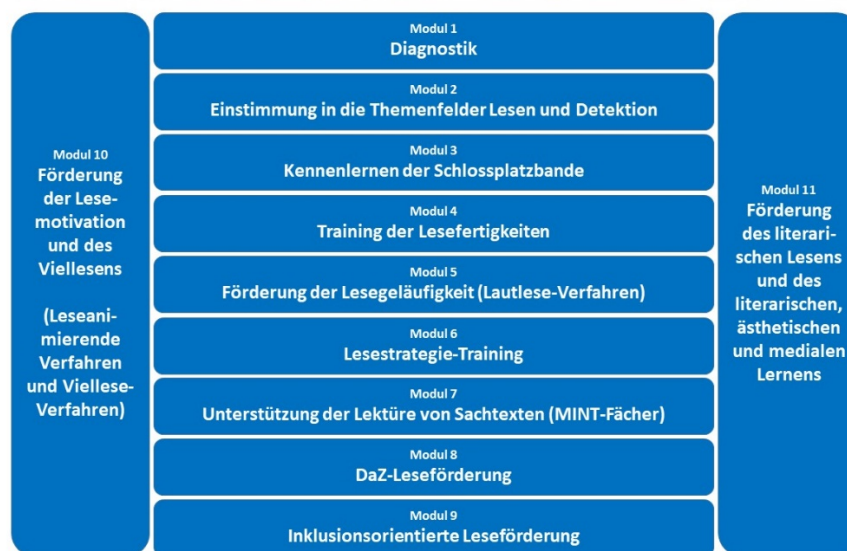 Modul 1
Diagnostik
Modul 2
Einstimmung in die Themenfelder Lesen und Detektion
Modul 3
Kennenlernen der Schlossplatzbande
Modul 4
Training der Lesefertigkeiten
Modul 5
Förderung der Lesegeläufigkeit (Lautlese-Verfahren)
Modul 6
Lesestrategie-Training
Modul 7
Unterstützung der Lektüre von Sachtexten (MINT-Fächer)
Modul 8
DaZ-Leseförderung
Modul 9
Inklusionsorientierte Leseförderung
Modul 10
Förderung
der Lese-
motivation
und des
Viellesens
(Leseani-
mierende
Verfahren
und Viellese-
Verfahren)
Modul 11
Förderung
des literari-
schen Lesens
und des
literarischen,
ästhetischen
und medialen
Lernens